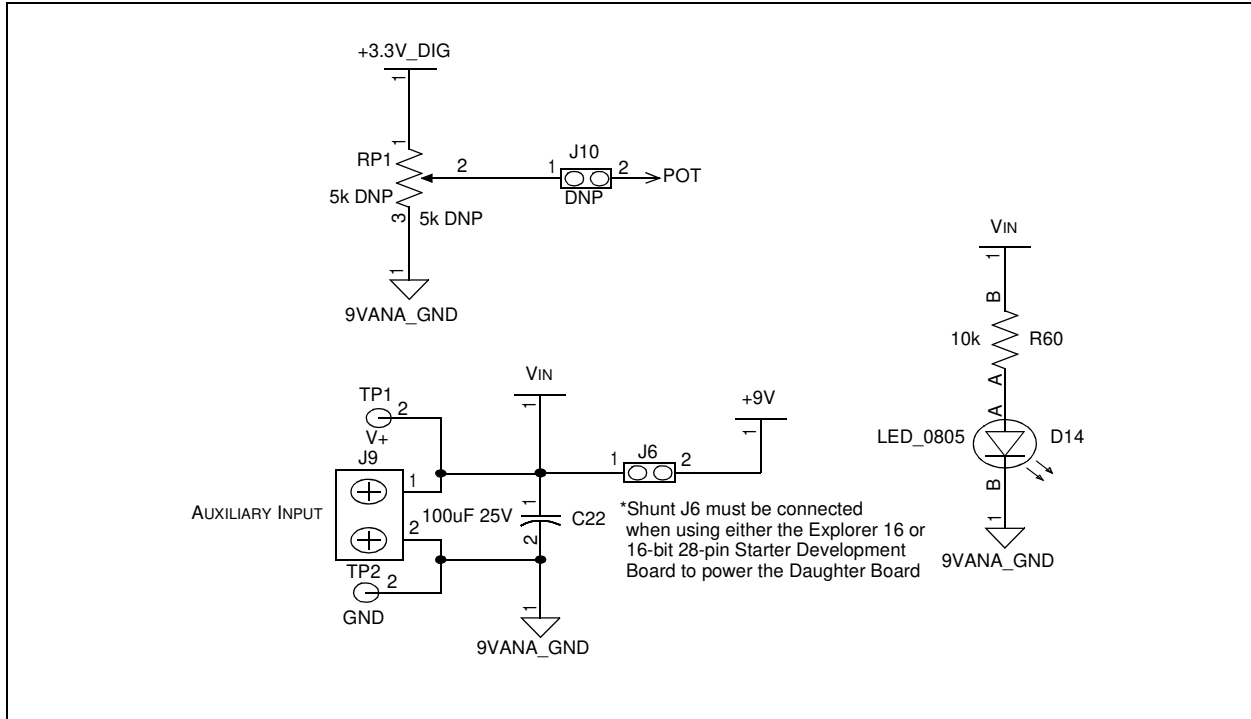 +3.3V_DIG
1
1
RP1
2
5k DNP
3
5k DNP
1
9VANA_GND
J10
1
2
DNP
POT
VIN
1
B
10k
R60
A
A
LED_0805
D14
B
1
9VANA_GND
VIN
1
TP1
2
V+
J9
1
2
AUXILIARY INPUT
TP2
2
GND
1
100uF 25V
C22
2
1
9VANA_GND
+9V
1
J6
1
2
*Shunt J6 must be connected
when using either the Explorer 16 or
16-bit 28-pin Starter Development
Board to power the Daughter Board